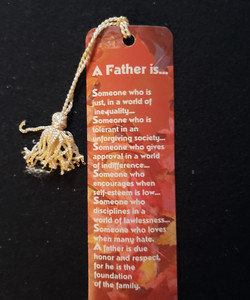 A Father is...
Someone who is
just, in a world of
inequality...
Someone who is
tolerant in an
unforgiving society...
Someone who gives
approval in a world
of indifference...
Someone who
encourages when
self-esteem is low...
Someone who
disciplines in a
world of lawlessness...
Someone who loves
when many hate.
A father is due
honor and respect,
for he is the
foundation
of the family.